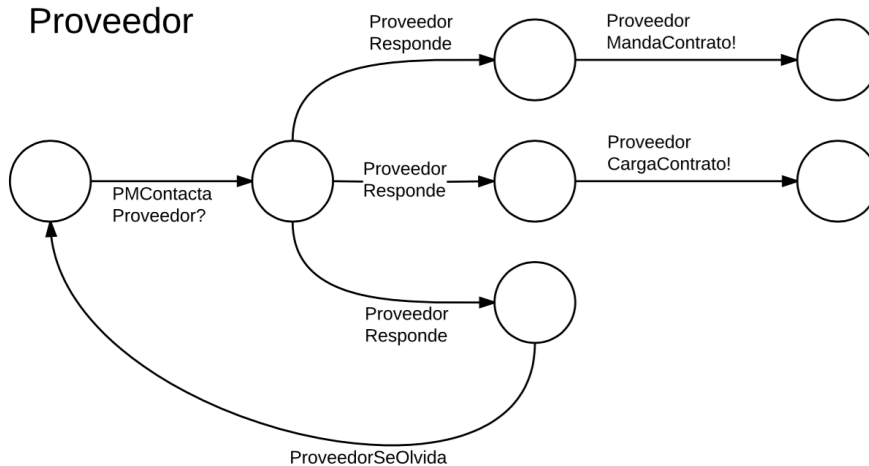 Proveedor
Proveedor
Responde
Proveedor
MandaContrato!
PMContacta
Proveedor?
Proveedor
Responde
Proveedor
CargaContrato!
Proveedor
Responde
ProveedorSeOlvida